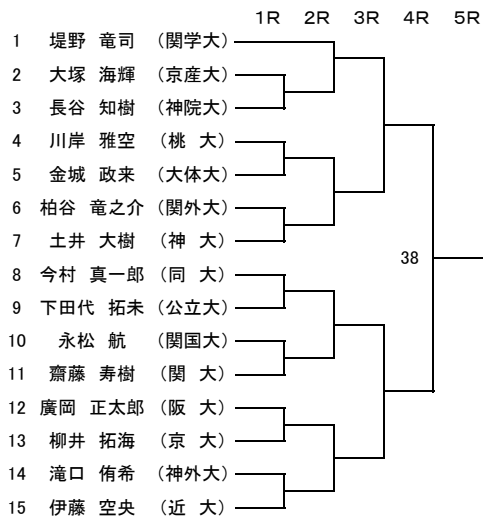 1R 2R 3R 4R 5R
1 堤野 竜司 (関学大)
2 大塚 海輝 (京産大)
3 長谷 知樹 (神院大)
4 川岸 雅空 (桃 大)
5 金城 政来 (大体大)
6 柏谷 竜之介 (関外大)
7 土井 大樹 (神 大)
38
8 今村 真一郎 (同 大)
9 下田代 拓未 (公立大)
10 永松 航 (関国大)
11 齋藤 寿樹 (関 大)
12 廣岡 正太郎 (阪 大)
13 柳井 拓海 (京 大)
14 滝口 侑希 (神外大)
15 伊藤 空央 (近 大)